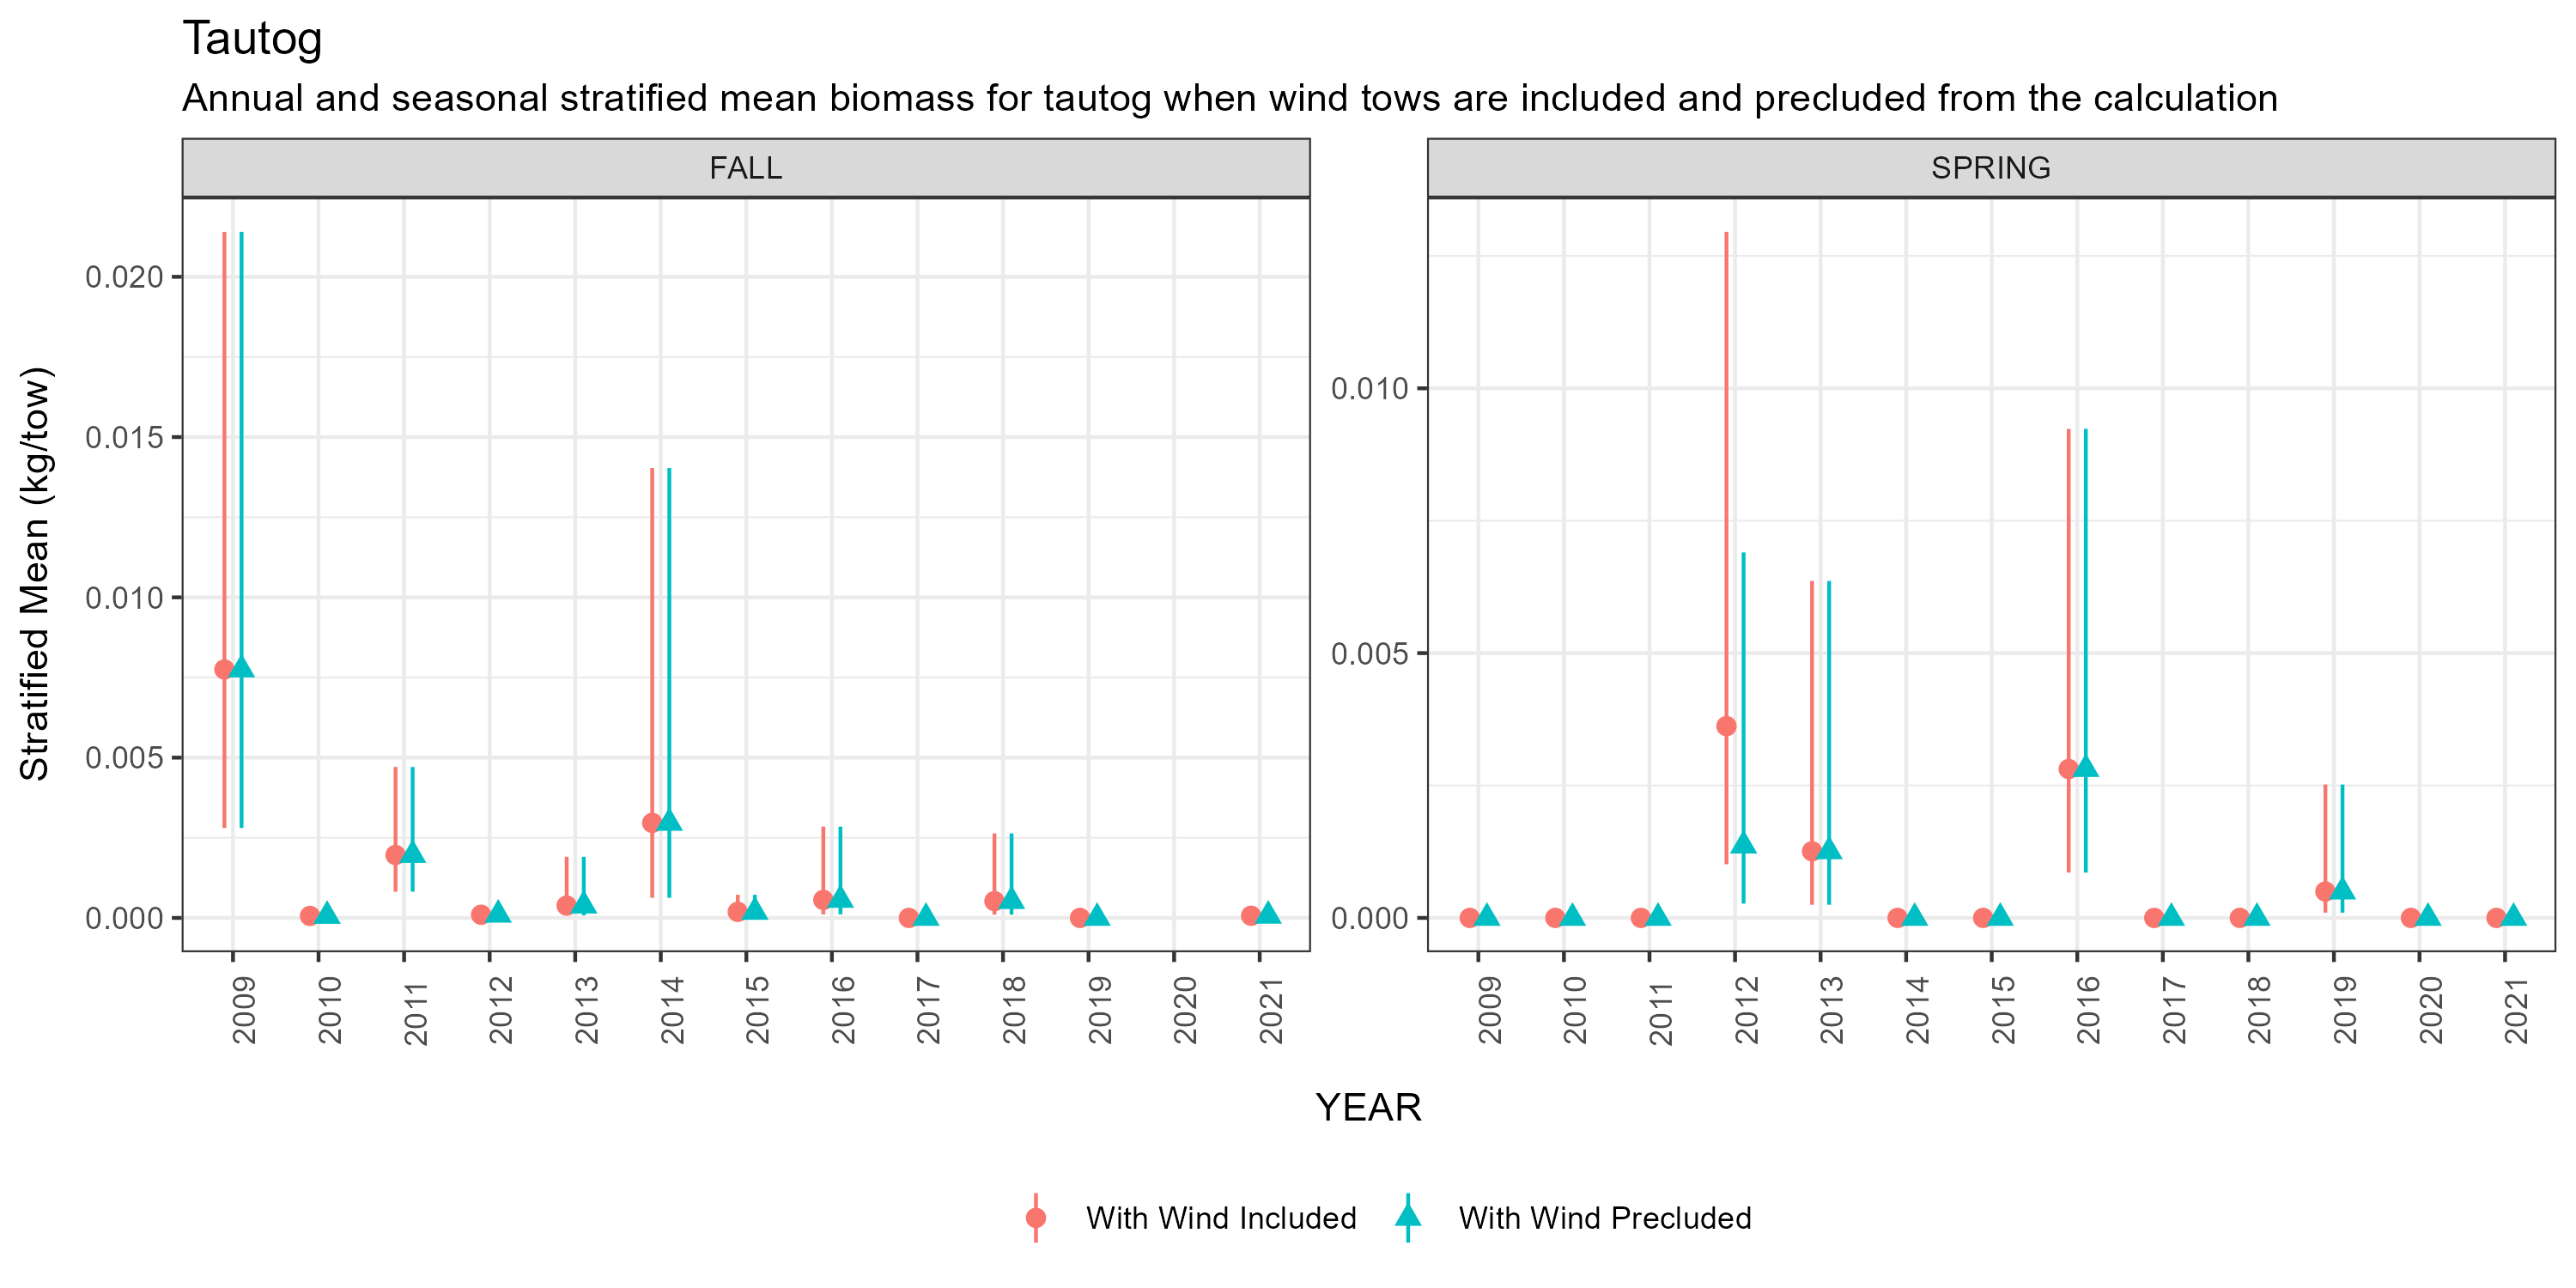 Tautog
Annual and seasonal stratified mean biomass for tautog when wind tows are included and precluded from the calculation
FALL
SPRING
Stratified Mean (kg/tow)
0.020
0.015
0.010
0.005
0.000
0.010
0.005
0.000
2009 2010 2011 2012 2013 2014 2015 2016 2017 2018 2019 2020 2021
2009 2010 2011 2012 2013 2014 2015 2016 2017 2018 2019 2020 2021
YEAR
With Wind Included With Wind Precluded